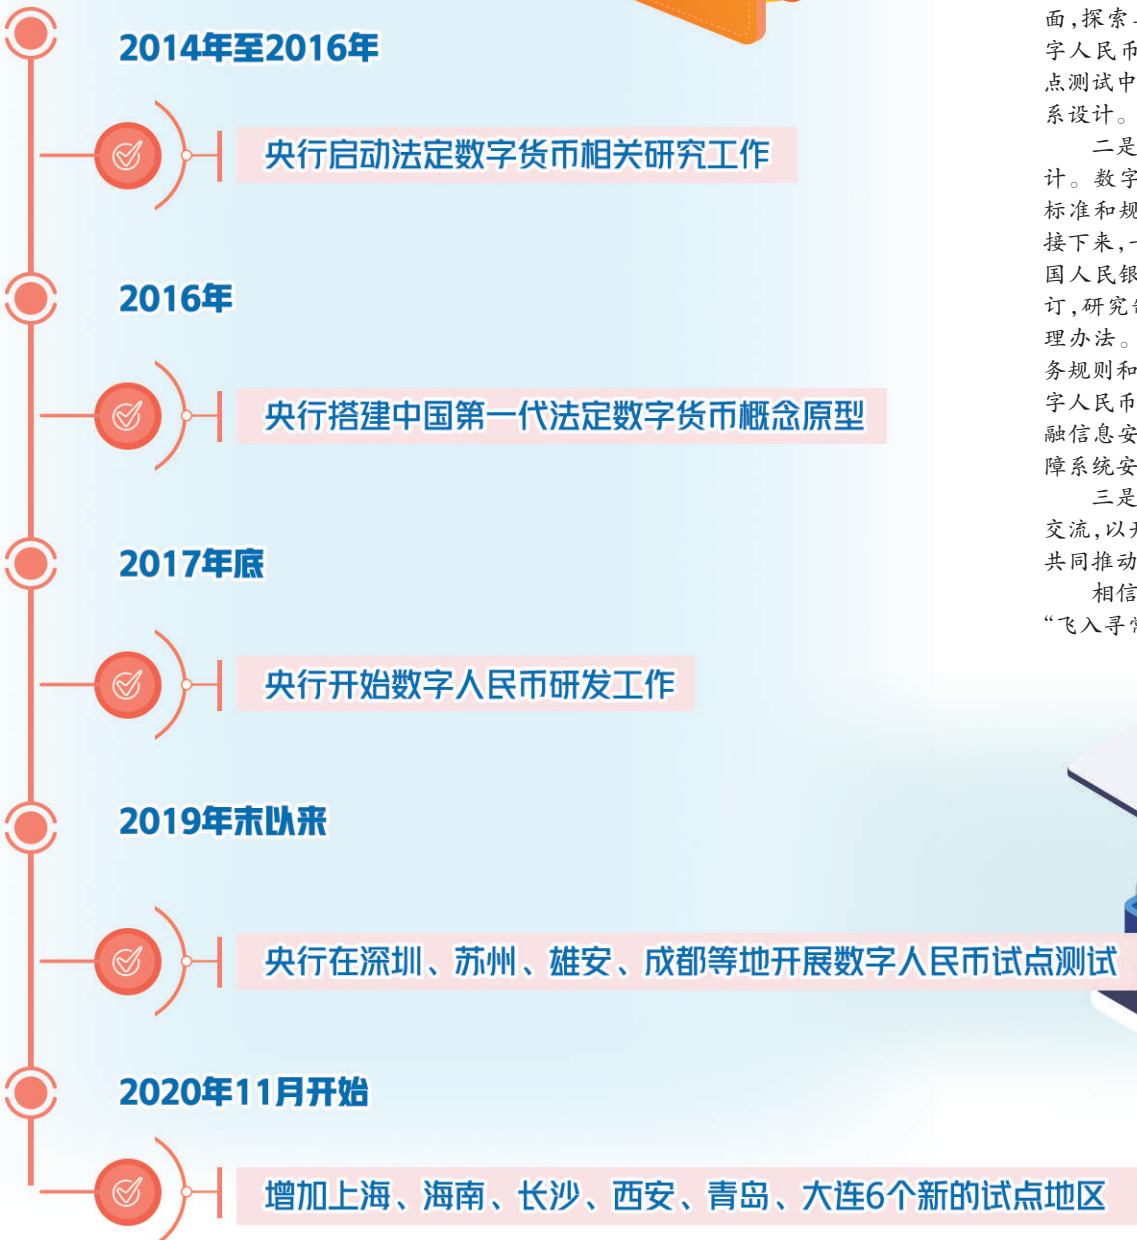 2014年至2016年
央行启动法定数字货币相关研究工作
2016年
央行搭建中国第一代法定数字货币概念原型
2017年底
央行开始数字人民币研发工作
2019年末以来
央行在深圳、苏州、雄安、成都等地开展数字人民币试点测试
2020年11月开始
增加上海、海南、长沙、西安、青岛、大连6个新的试点地区
面,探索
字人民币
点测试中
系设计。
二是
计。数字
标准和规
接下来,
国人民银
订,研究
理办法。
务规则和
字人民币
融信息安
障系统安
三是
交流,以
共同推动
相信
“飞入寻常